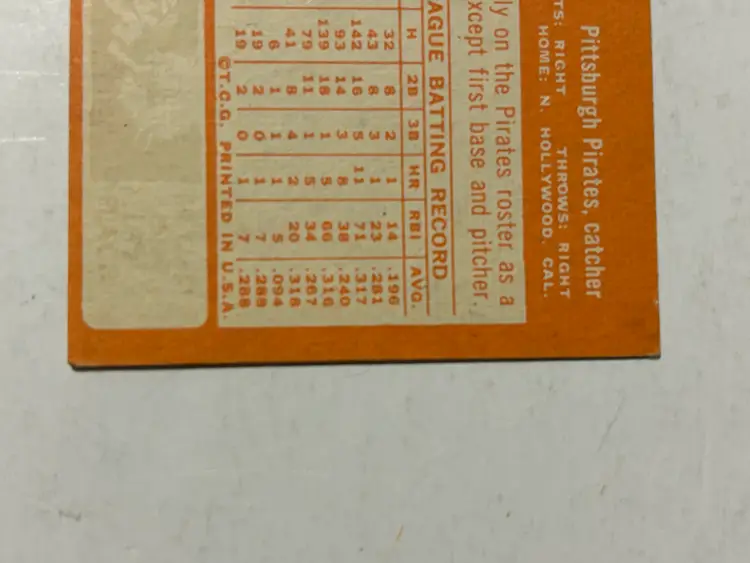 Pittsburgh Pirates, catcher
TS: RIGHT THROWS: RIGHT
HOME: N. HOLLYWOOD, CAL.
ly on the Pirates roster as a
xcept first base and pitcher.
AGUE BATTING RECORD
H 2B 3B HR RBI AVG.
32 8 2 1 14 .196
43 8 3 1 23 .281
142 16 5 11 71 .317
93 14 3 8 38 .240
139 18 1 5 66 .316
79 11 1 5 34 .267
41 8 4 2 20 .318
6 1 1 1 5 .094
19 2 0 1 7 .288
19 2 0 1 7 .288
©T.C.G. PRINTED IN U.S.A.